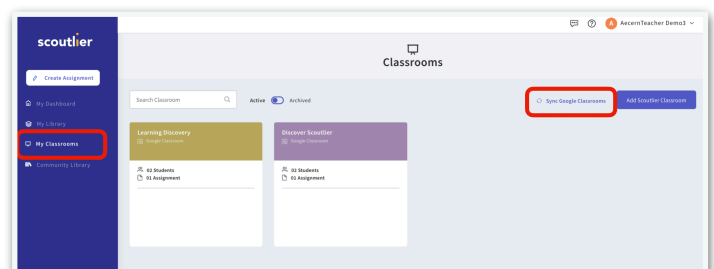 AecernTeacher Demo3
scoutlier
Classrooms
Create Assignment
Search Classroom
Active
Archived
Sync Google Classrooms
Add Scoutlier Classroom
My Dashboard
My Library
My Classrooms
Community Library
Learning Discovery
Google Classroom
02 Students
01 Assignment
Discover Scoutlier
Google Classroom
02 Students
01 Assignment